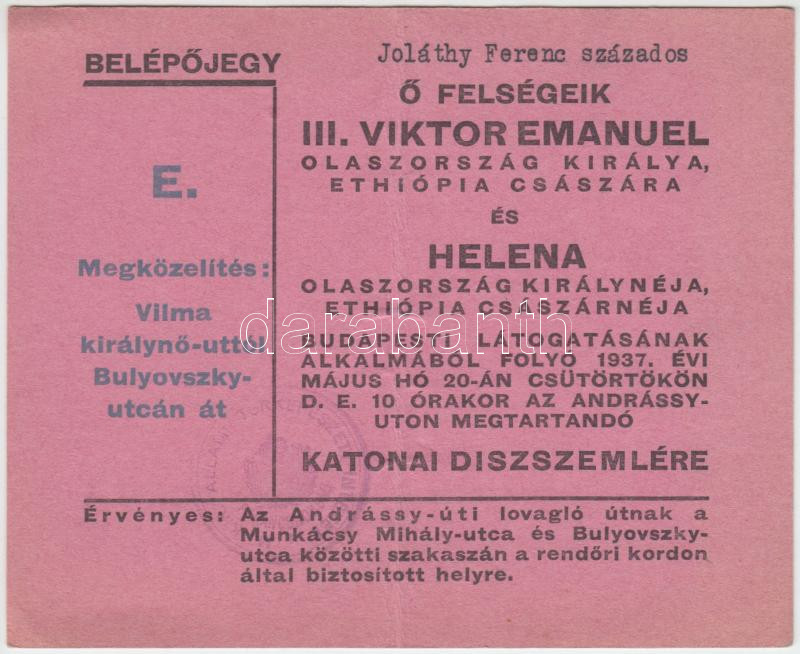 BELÉPŐJEGY
E.
Megközelítés:
Vilma
királynő-uttól
Bulyovszky-
utcán át
Joláthy Ferenc százados
Ő FELSÉGEIK
III. VIKTOR EMANUEL
OLASZORSZÁG KIRÁLYA,
ETHIÓPIA CSÁSZÁRA
ÉS
HELENA
OLASZORSZÁG KIRÁLYNÉJA,
ETHIÓPIA CSÁSZÁRNÉJA
BUDAPESTI LÁTOGATÁSÁNAK
ALKALMÁBÓL FOLYÓ 1937. ÉVI
MÁJUS HÓ 20-ÁN CSÜTÖRTÖKÖN
D. E. 10 ÓRAKOR AZ ANDRÁSSY-
UTON MEGTARTANDÓ
KATONAI DISZSZEMLÉRE
Érvényes: Az Andrássy-úti lovagló útnak a
Munkácsy Mihály-utca és Bulyovszky-
utca közötti szakaszán a rendőri kordon
által biztosított helyre.
darabanth